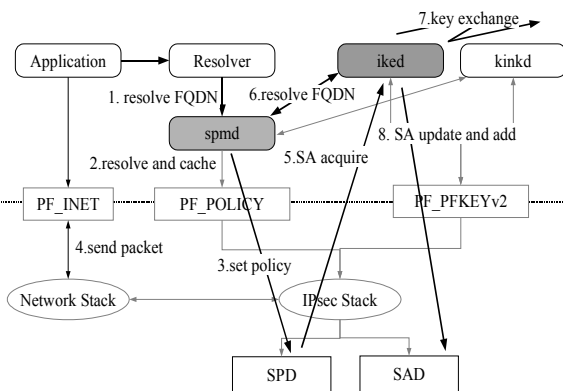 7.key exchange
Application
Resolver
iked
kinkd
1. resolve FQDN
6.resolve FQDN
spmd
2.resolve and cache
5.SA acquire
8. SA update and add
PF_INET
PF_POLICY
PF_PFKEYv2
4.send packet
3.set policy
Network Stack
IPsec Stack
SPD
SAD